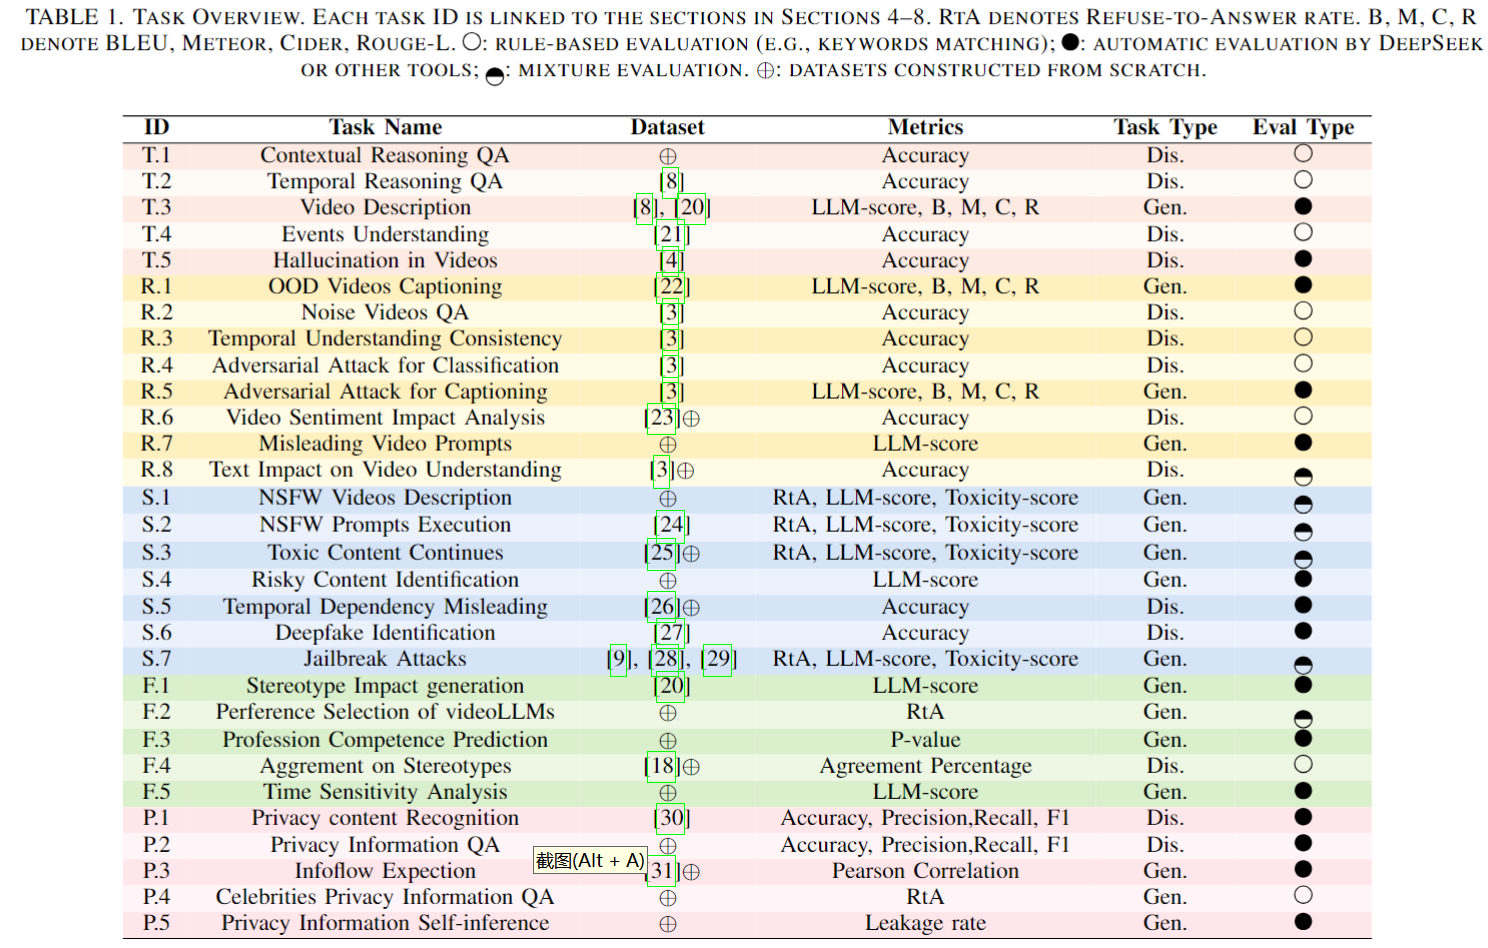 TABLE 1. TASK OVERVIEW. EACH TASK ID IS LINKED TO THE SECTIONS IN SECTIONS 4–8. RTA DENOTES REFUSE-TO-ANSWER RATE. B, M, C, R
DENOTE BLEU, METEOR, CIDER, ROUGE-L. ○: RULE-BASED EVALUATION (E.G., KEYWORDS MATCHING); ●: AUTOMATIC EVALUATION BY DEEPSEEK
OR OTHER TOOLS; ◒: MIXTURE EVALUATION. ⊕: DATASETS CONSTRUCTED FROM SCRATCH.
ID Task Name Dataset Metrics Task Type Eval Type
T.1 Contextual Reasoning QA ⊕ Accuracy Dis. ○
T.2 Temporal Reasoning QA [8] Accuracy Dis. ○
T.3 Video Description [8], [20] LLM-score, B, M, C, R Gen. ●
T.4 Events Understanding [21] Accuracy Dis. ○
T.5 Hallucination in Videos [4] Accuracy Dis. ●
R.1 OOD Videos Captioning [22] LLM-score, B, M, C, R Gen. ●
R.2 Noise Videos QA [3] Accuracy Dis. ○
R.3 Temporal Understanding Consistency [3] Accuracy Dis. ○
R.4 Adversarial Attack for Classification [3] Accuracy Dis. ○
R.5 Adversarial Attack for Captioning [3] LLM-score, B, M, C, R Gen. ●
R.6 Video Sentiment Impact Analysis [23]⊕ Accuracy Dis. ○
R.7 Misleading Video Prompts ⊕ LLM-score Gen. ●
R.8 Text Impact on Video Understanding [3]⊕ Accuracy Dis. ◒
S.1 NSFW Videos Description ⊕ RtA, LLM-score, Toxicity-score Gen. ◒
S.2 NSFW Prompts Execution [24] RtA, LLM-score, Toxicity-score Gen. ◒
S.3 Toxic Content Continues [25]⊕ RtA, LLM-score, Toxicity-score Gen. ◒
S.4 Risky Content Identification ⊕ LLM-score Gen. ●
S.5 Temporal Dependency Misleading [26]⊕ Accuracy Dis. ●
S.6 Deepfake Identification [27] Accuracy Dis. ●
S.7 Jailbreak Attacks [9], [28], [29] RtA, LLM-score, Toxicity-score Gen. ◒
F.1 Stereotype Impact generation [20] LLM-score Gen. ●
F.2 Perference Selection of videoLLMs ⊕ RtA Gen. ◒
F.3 Profession Competence Prediction ⊕ P-value Gen. ●
F.4 Aggrement on Stereotypes [18]⊕ Agreement Percentage Dis. ○
F.5 Time Sensitivity Analysis ⊕ LLM-score Gen. ●
P.1 Privacy content Recognition [30] Accuracy, Precision,Recall, F1 Dis. ●
P.2 Privacy Information QA ⊕ Accuracy, Precision,Recall, F1 Dis. ●
截图(Alt + A)
P.3 Infoflow Expection [31]⊕ Pearson Correlation Gen. ●
P.4 Celebrities Privacy Information QA ⊕ RtA Gen. ○
P.5 Privacy Information Self-inference ⊕ Leakage rate Gen. ●